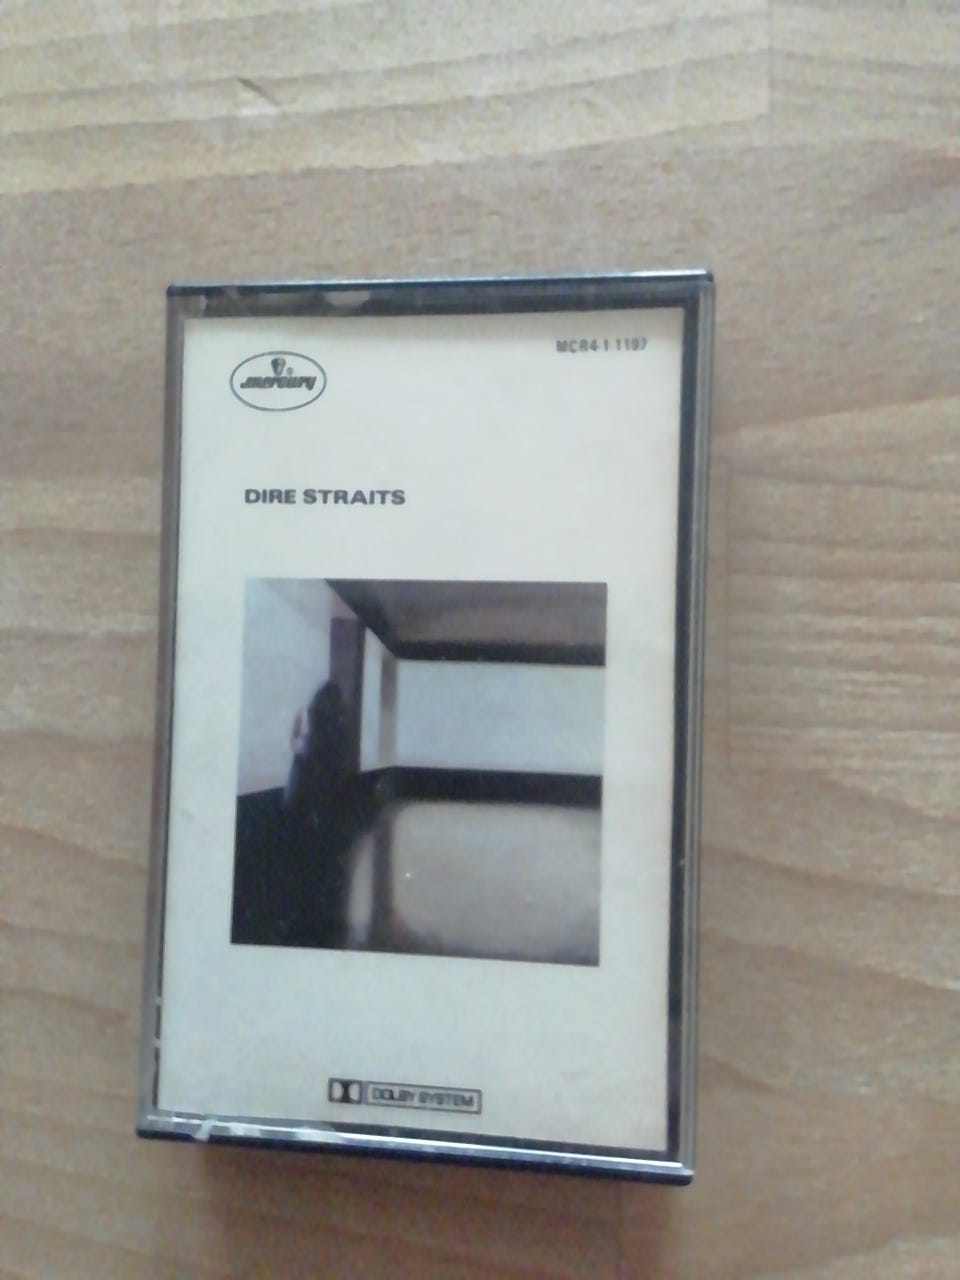 mercury
MCR4 1 1197
DIRE STRAITS
DOLBY SYSTEM